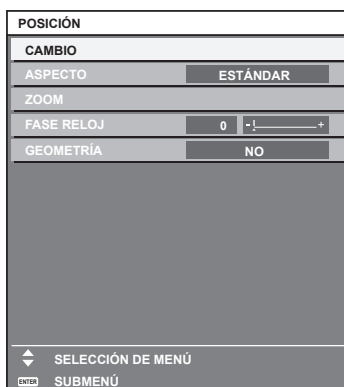 POSICIÓN
CAMBIO
ASPECTO ESTÁNDAR
ZOOM
FASE RELOJ 0 - +
GEOMETRÍA NO
SELECCIÓN DE MENÚ
ENTER SUBMENÚ